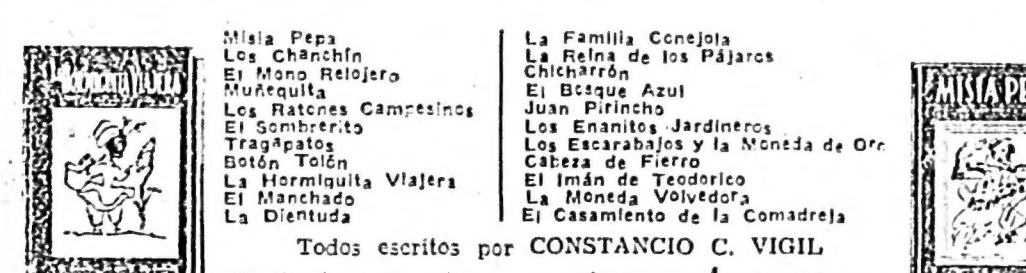 Misia Pepa
Los Chanchín
El Mono Relojero
Muñequita
Los Ratones Campesinos
El Sombrerito
Tragapatos
Botón Tolón
La Hormiguita Viajera
El Manchado
La Dientuda
La Familia Conejola
La Reina de los Pájaros
Chicharrón
El Bosque Azul
Juan Pirincho
Los Enanitos Jardineros
Los Escarabajos y la Moneda de Oro
Cabeza de Fierro
El Imán de Teodorico
La Moneda Volvedora
El Casamiento de la Comadreja
Todos escritos por CONSTANCIO C. VIGIL
MISIA PE